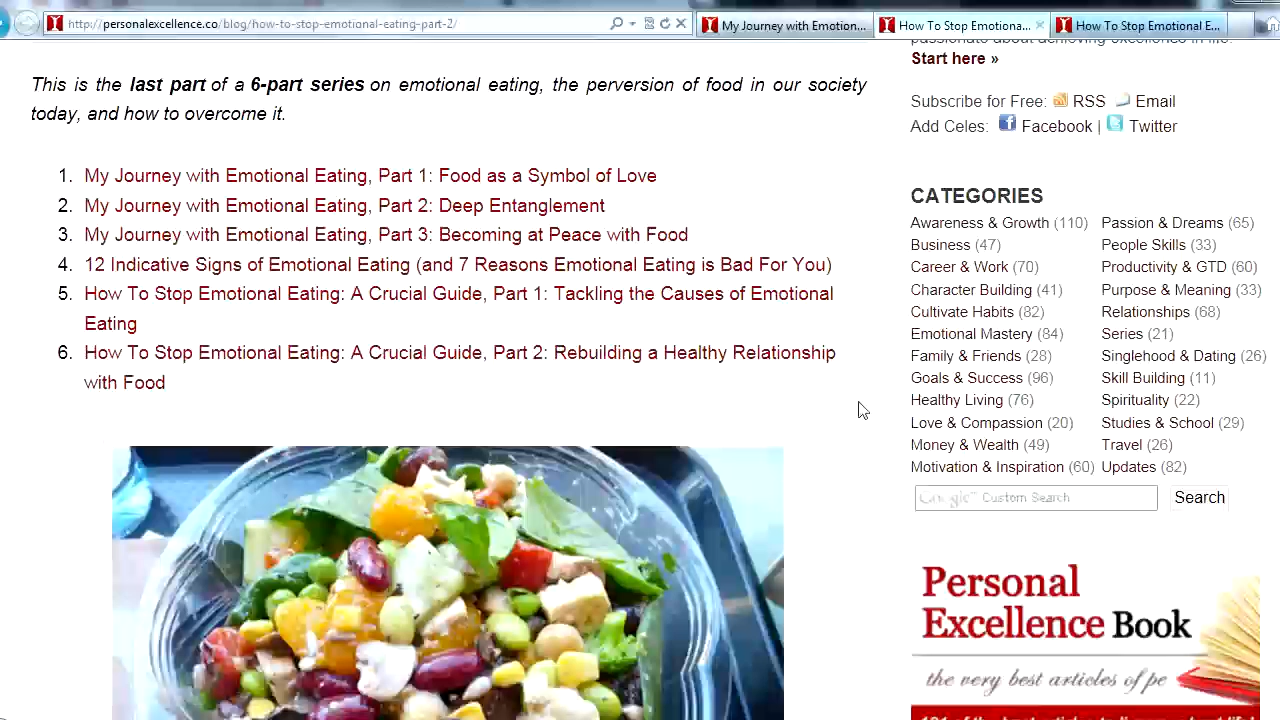 http://personalexcellence.co/blog/how-to-stop-emotional-eating-part-2/
My Journey with Emotion...
How To Stop Emotiona...
How To Stop Emotional E...
This is the last part of a 6-part series on emotional eating, the perversion of food in our society
today, and how to overcome it.
1. My Journey with Emotional Eating, Part 1: Food as a Symbol of Love
2. My Journey with Emotional Eating, Part 2: Deep Entanglement
3. My Journey with Emotional Eating, Part 3: Becoming at Peace with Food
4. 12 Indicative Signs of Emotional Eating (and 7 Reasons Emotional Eating is Bad For You)
5. How To Stop Emotional Eating: A Crucial Guide, Part 1: Tackling the Causes of Emotional
Eating
6. How To Stop Emotional Eating: A Crucial Guide, Part 2: Rebuilding a Healthy Relationship
with Food
passionate about achieving excellence in life.
Start here »
Subscribe for Free: RSS Email
Add Celes: Facebook | Twitter
CATEGORIES
Awareness & Growth (110) Passion & Dreams (65)
Business (47) People Skills (33)
Career & Work (70) Productivity & GTD (60)
Character Building (41) Purpose & Meaning (33)
Cultivate Habits (82) Relationships (68)
Emotional Mastery (84) Series (21)
Family & Friends (28) Singlehood & Dating (26)
Goals & Success (96) Skill Building (11)
Healthy Living (76) Spirituality (22)
Love & Compassion (20) Studies & School (29)
Money & Wealth (49) Travel (26)
Motivation & Inspiration (60) Updates (82)
Google™ Custom Search Search
Personal
Excellence Book
the very best articles of pe